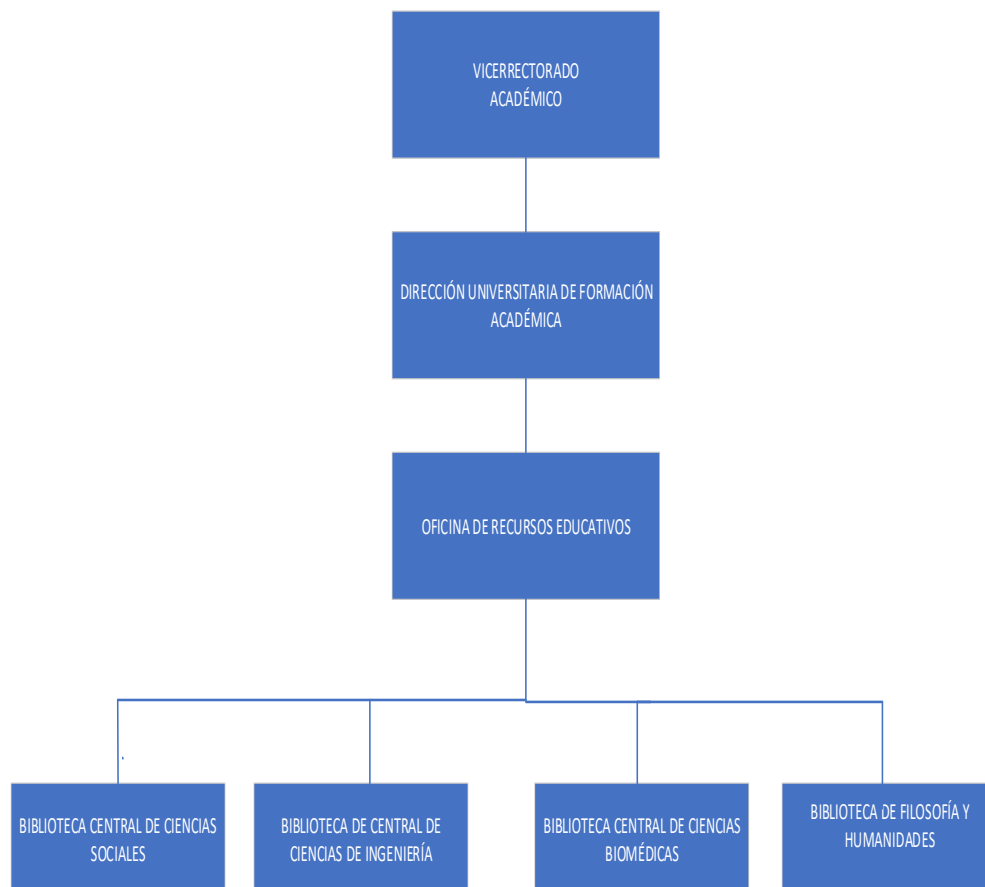 VICERRECTORADO
ACADÉMICO
DIRECCIÓN UNIVERSITARIA DE FORMACIÓN
ACADÉMICA
OFICINA DE RECURSOS EDUCATIVOS
BIBLIOTECA CENTRAL DE CIENCIAS
SOCIALES
BIBLIOTECA DE CENTRAL DE
CIENCIAS DE INGENIERÍA
BIBLIOTECA CENTRAL DE CIENCIAS
BIOMÉDICAS
BIBLIOTECA DE FILOSOFÍA Y
HUMANIDADES